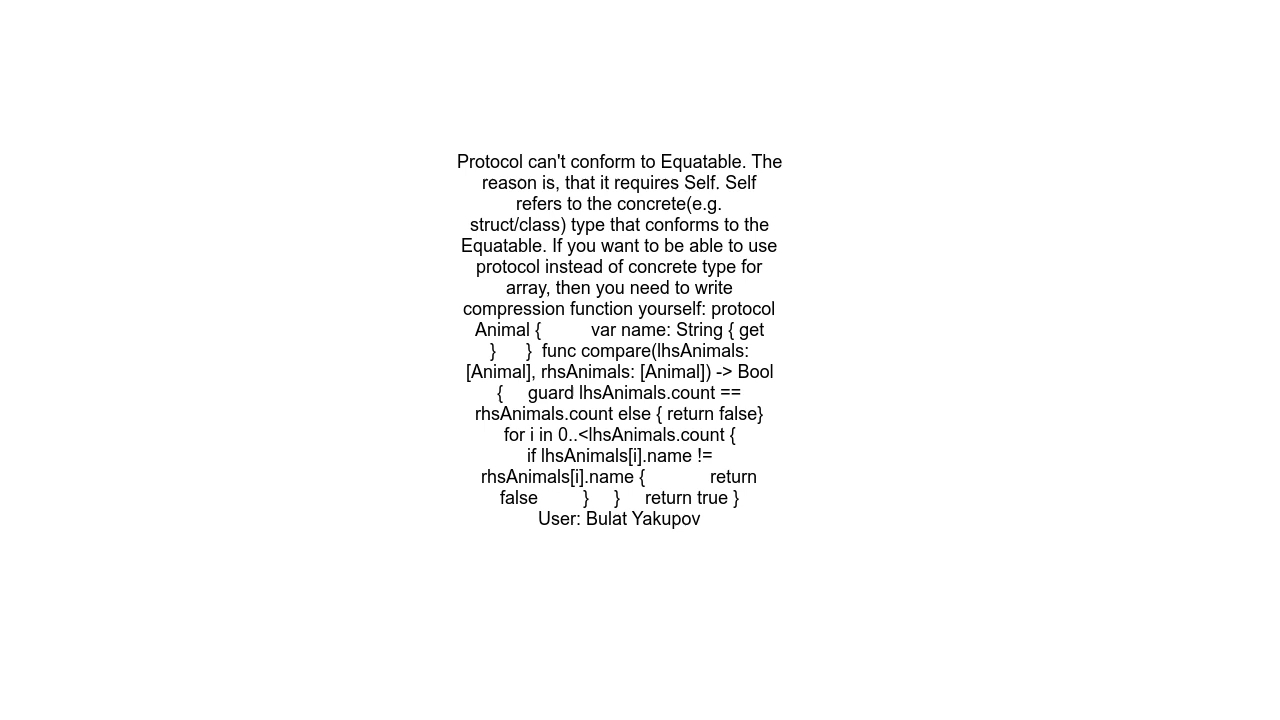 Protocol can't conform to Equatable. The
reason is, that it requires Self. Self
refers to the concrete(e.g.
struct/class) type that conforms to the
Equatable. If you want to be able to use
protocol instead of concrete type for
array, then you need to write
compression function yourself: protocol
Animal {          var name: String { get
}      }  func compare(lhsAnimals:
[Animal], rhsAnimals: [Animal]) -> Bool
{     guard lhsAnimals.count ==
rhsAnimals.count else { return false}
for i in 0..<lhsAnimals.count {
if lhsAnimals[i].name !=
rhsAnimals[i].name {             return
false         }     }     return true }
User: Bulat Yakupov